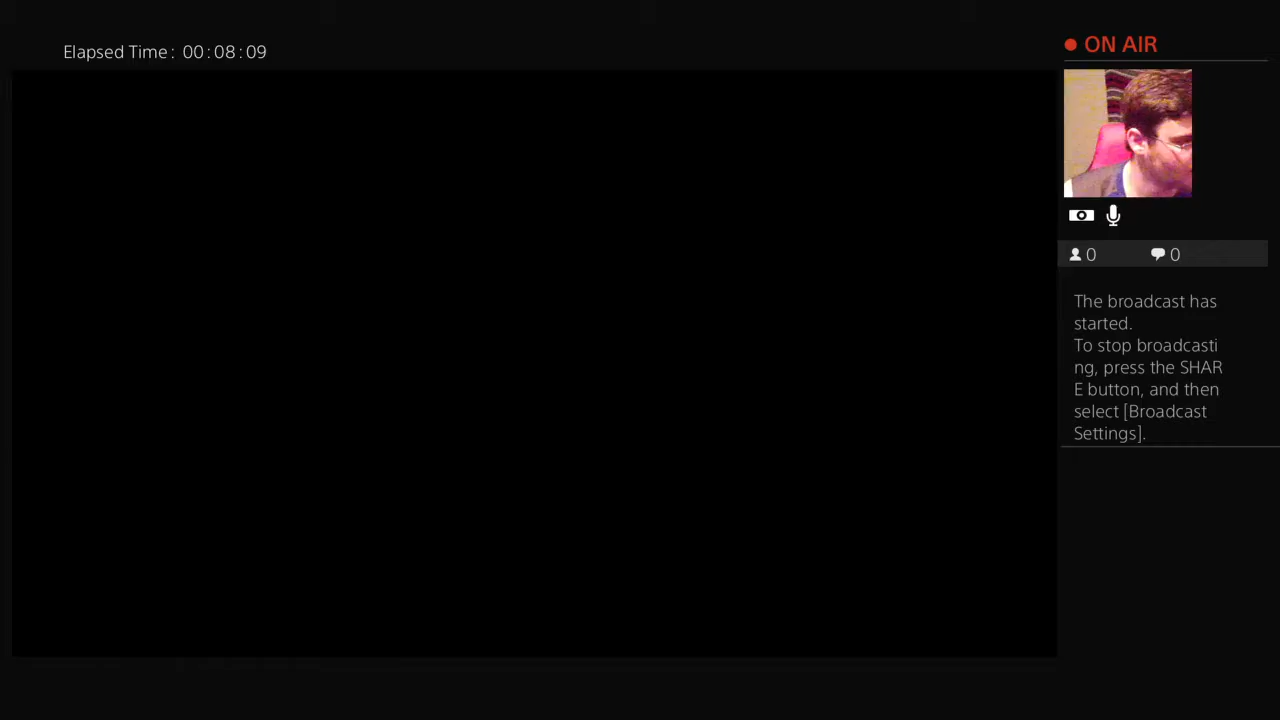 Elapsed Time: 00:08:09
ON AIR
0 0
The broadcast has
started.
To stop broadcasti
ng, press the SHAR
E button, and then
select [Broadcast
Settings].